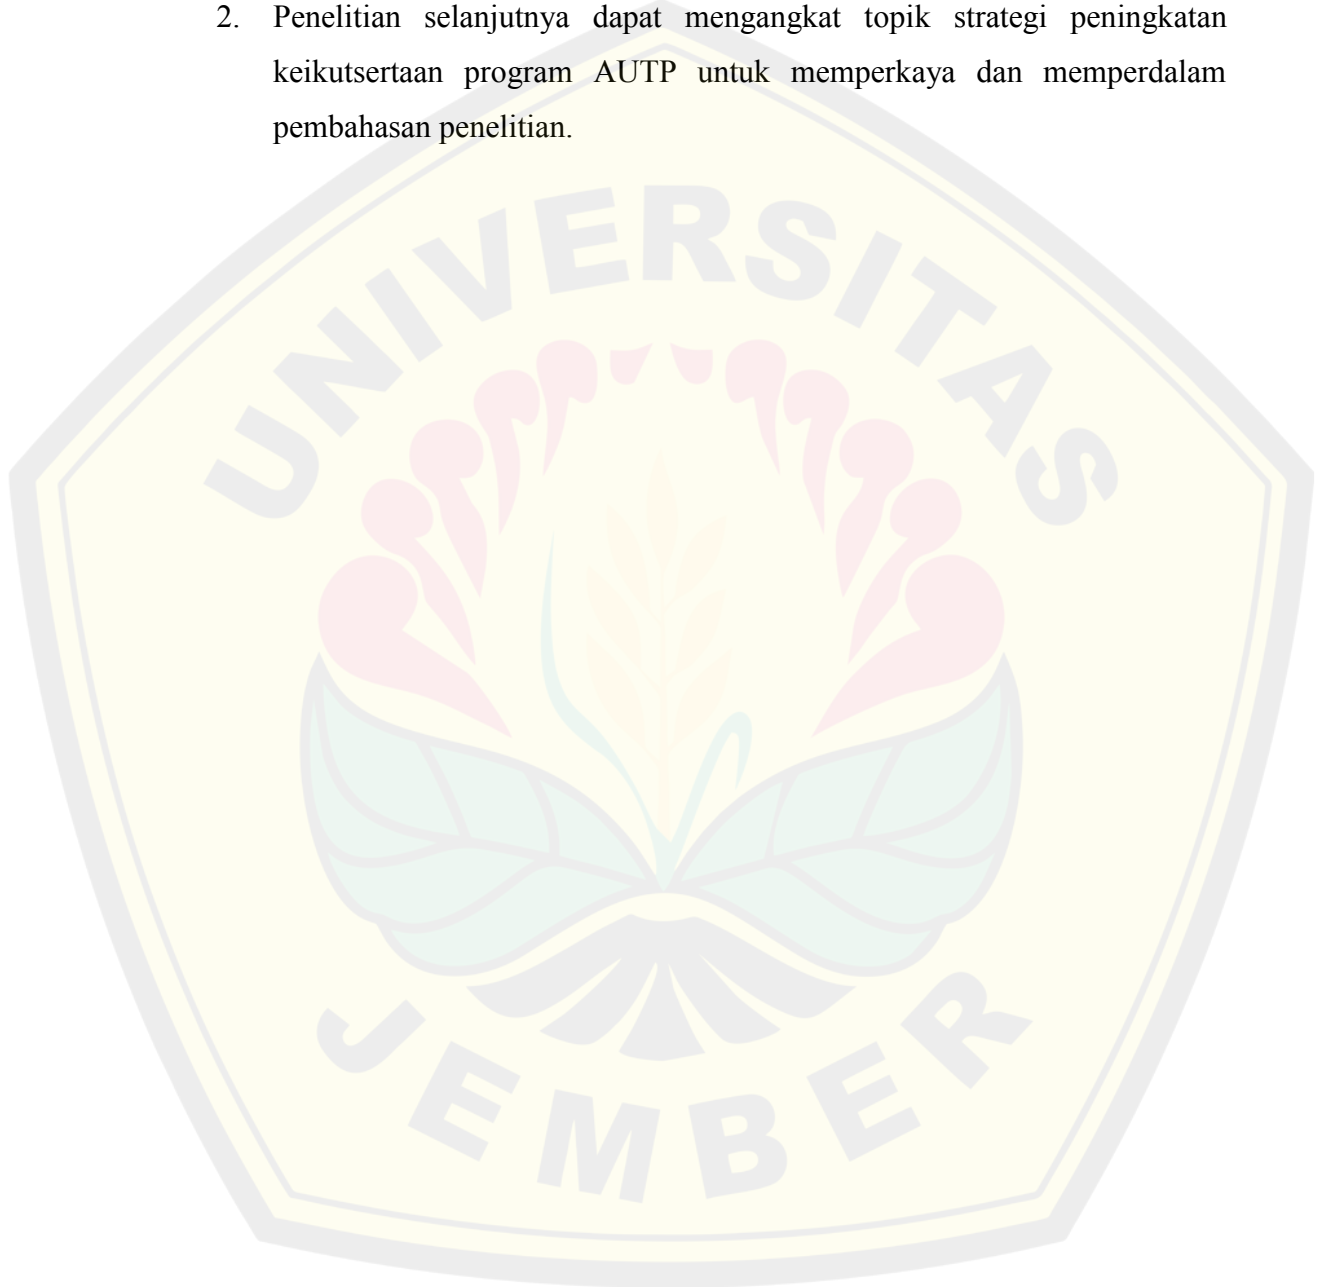 2. Penelitian selanjutnya dapat mengangkat topik strategi peningkatan
keikutsertaan program AUTP untuk memperkaya dan memperdalam
pembahasan penelitian.
UNIVERSITAS
JEMBER